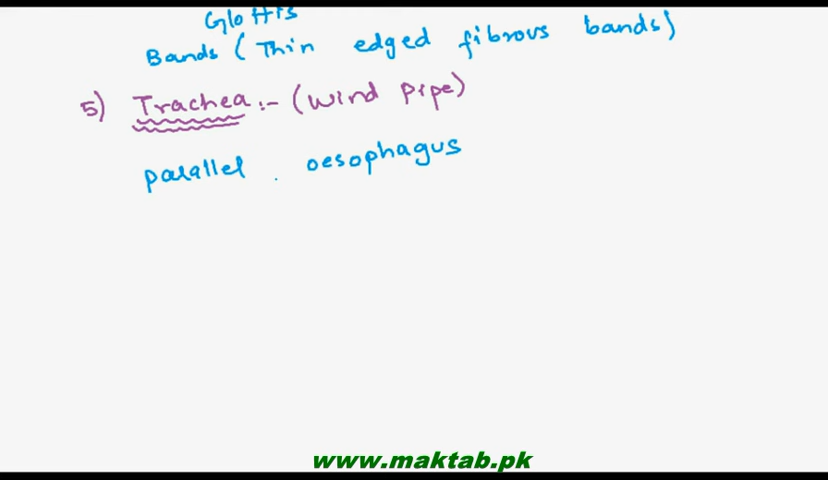 Glottis
Bands (Thin edged fibrous bands)
5) Trachea :- (Wind Pipe)
parallel . oesophagus
www.maktab.pk